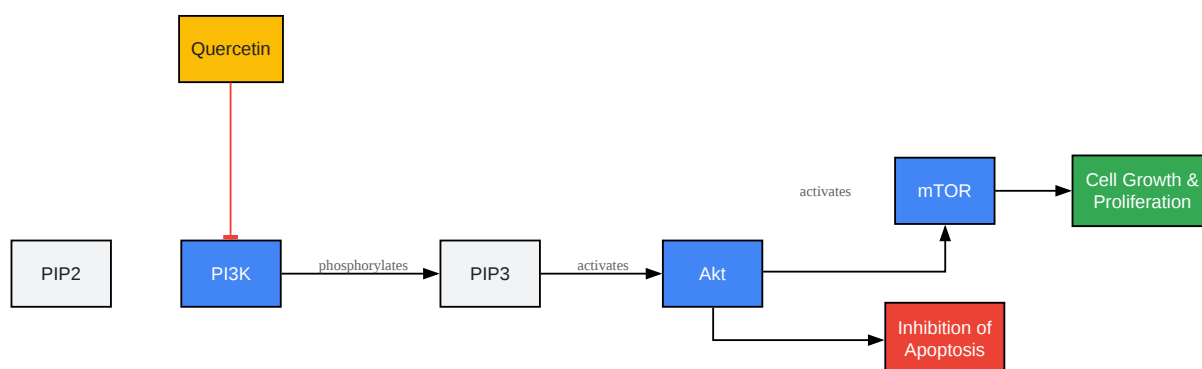 Quercetin
activates
mTOR
Cell Growth &
Proliferation
PIP2
PI3K
phosphorylates
PIP3
activates
Akt
Inhibition of
Apoptosis